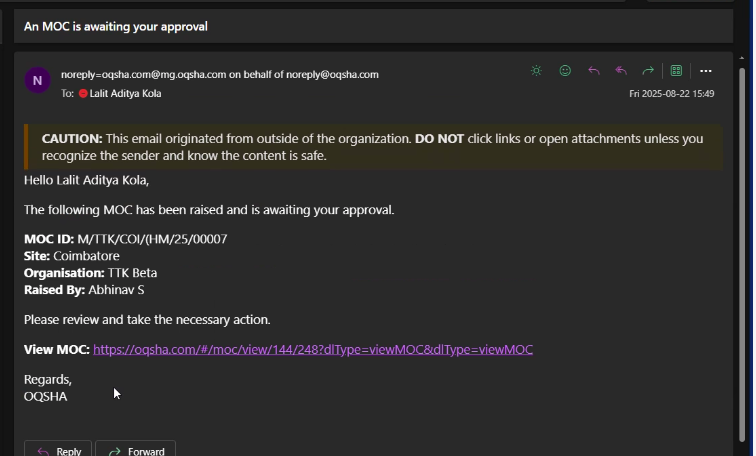 An MOC is awaiting your approval
N
noreply=oqsha.com@mg.oqsha.com on behalf of noreply@oqsha.com
To: Lalit Aditya Kola
Fri 2025-08-22 15:49
CAUTION: This email originated from outside of the organization. DO NOT click links or open attachments unless you
recognize the sender and know the content is safe.
Hello Lalit Aditya Kola,
The following MOC has been raised and is awaiting your approval.
MOC ID: M/TTK/COI/(HM/25/00007
Site: Coimbatore
Organisation: TTK Beta
Raised By: Abhinav S
Please review and take the necessary action.
View MOC: https://oqsha.com/#/moc/view/144/248?dlType=viewMOC&dlType=viewMOC
Regards,
OQSHA
Reply
Forward